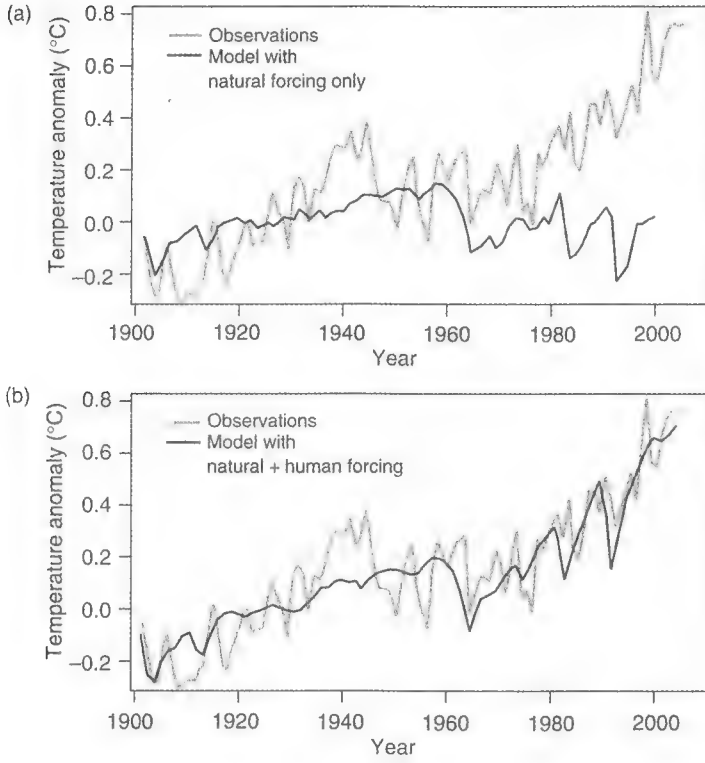 (a)
Temperature anomaly (°C)
0.8
0.6
0.4
0.2
0.0
−0.2
Observations
Model with
natural forcing only
1900
1920
1940
1960
1980
2000
Year
(b)
Temperature anomaly (°C)
0.8
0.6
0.4
0.2
0.0
−0.2
Observations
Model with
natural + human forcing
1900
1920
1940
1960
1980
2000
Year